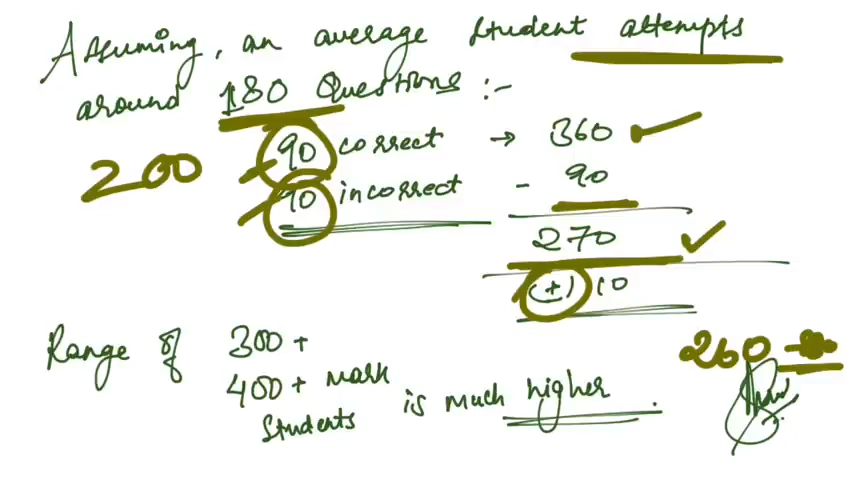 Assuming, an average student attempts
around 180 Questions :-
200 90 correct → 360
90 incorrect - 90
270
(+) 10
Range of 300 +
400 + mark
students is much higher.
260